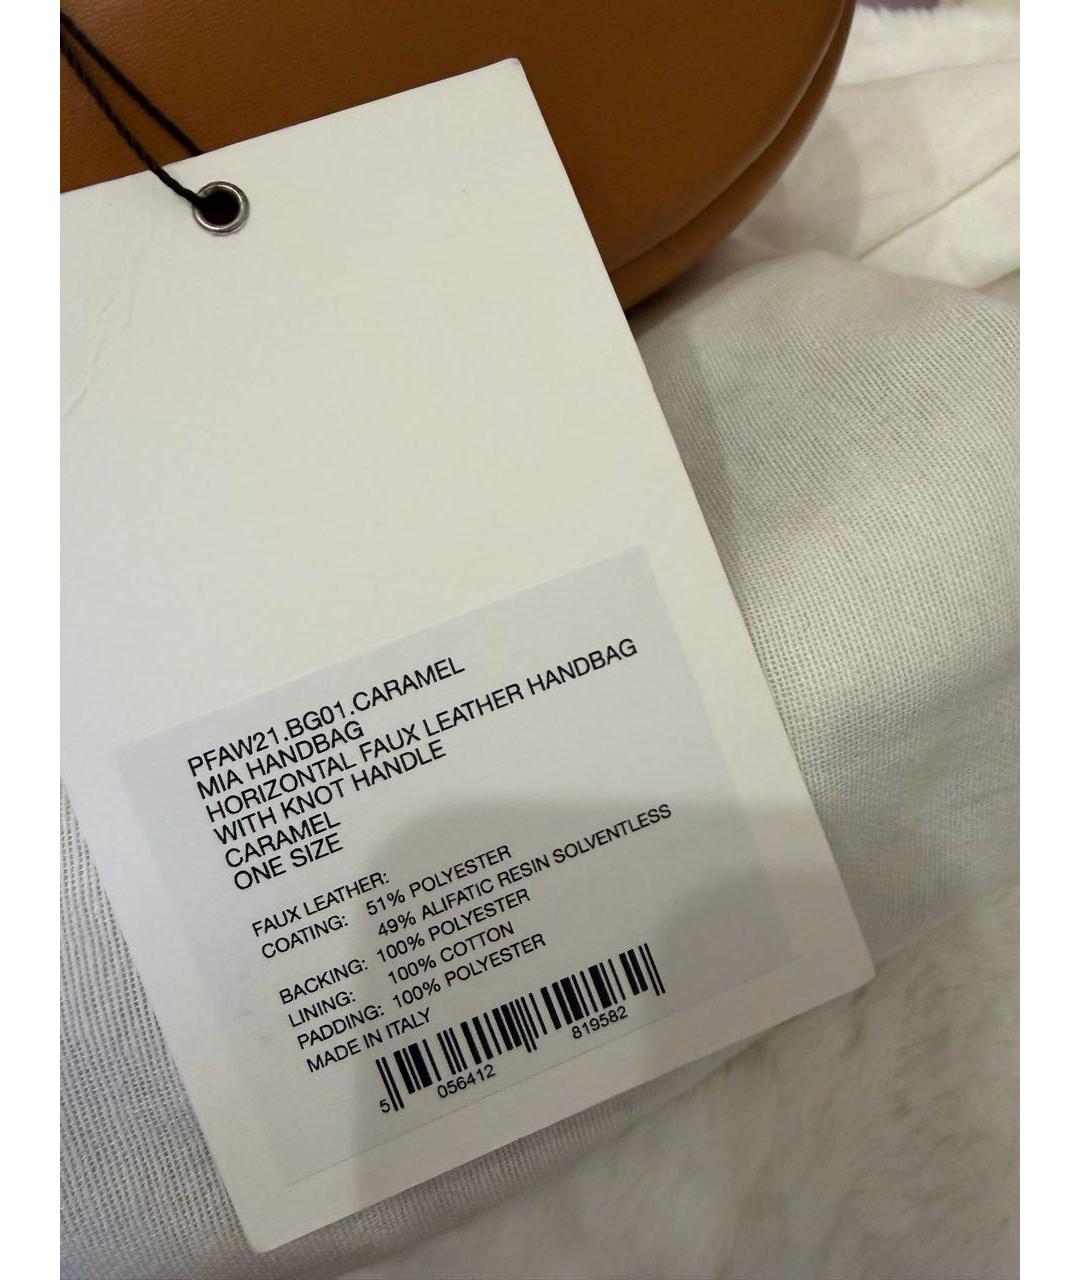 PFAW21.BG01.CARAMEL
MIA HANDBAG
HORIZONTAL FAUX LEATHER HANDBAG
WITH KNOT HANDLE
CARAMEL
ONE SIZE
FAUX LEATHER:
COATING: 51% POLYESTER
49% ALIFATIC RESIN SOLVENTLESS
BACKING: 100% POLYESTER
LINING: 100% COTTON
PADDING: 100% POLYESTER
MADE IN ITALY
5 056412 819582